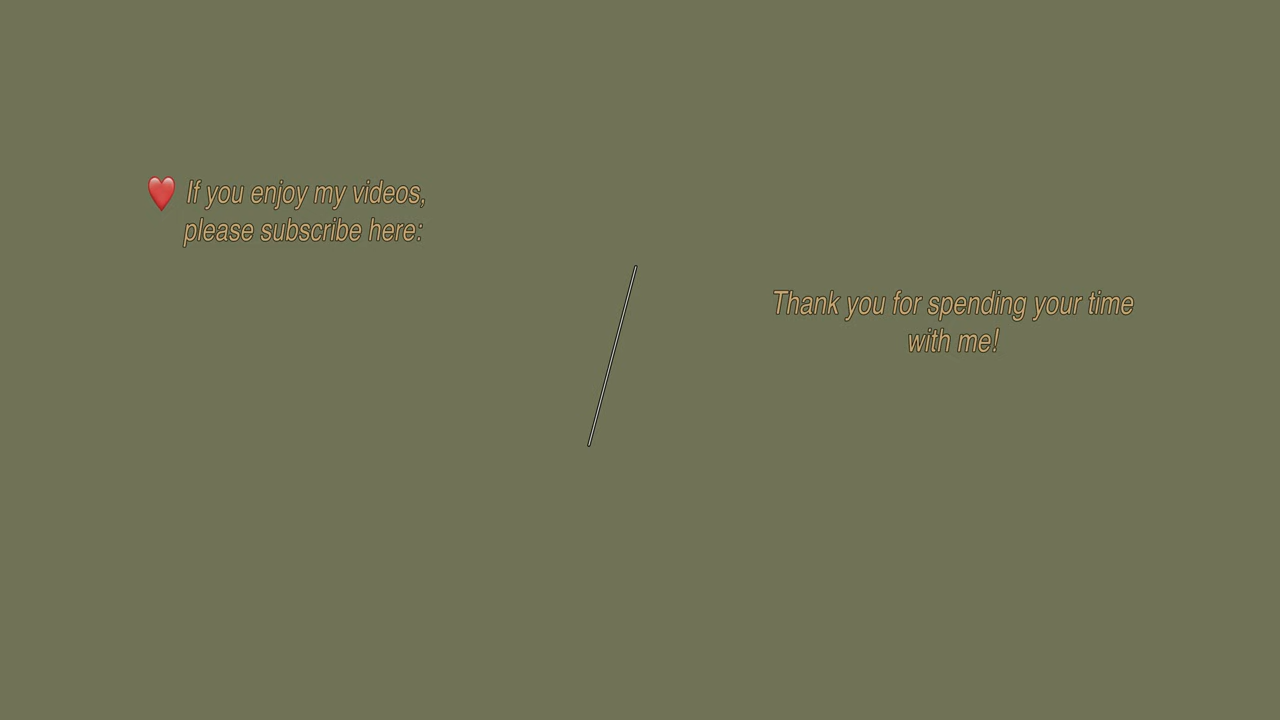 ❤️ If you enjoy my videos,
please subscribe here:
Thank you for spending your time
with me!